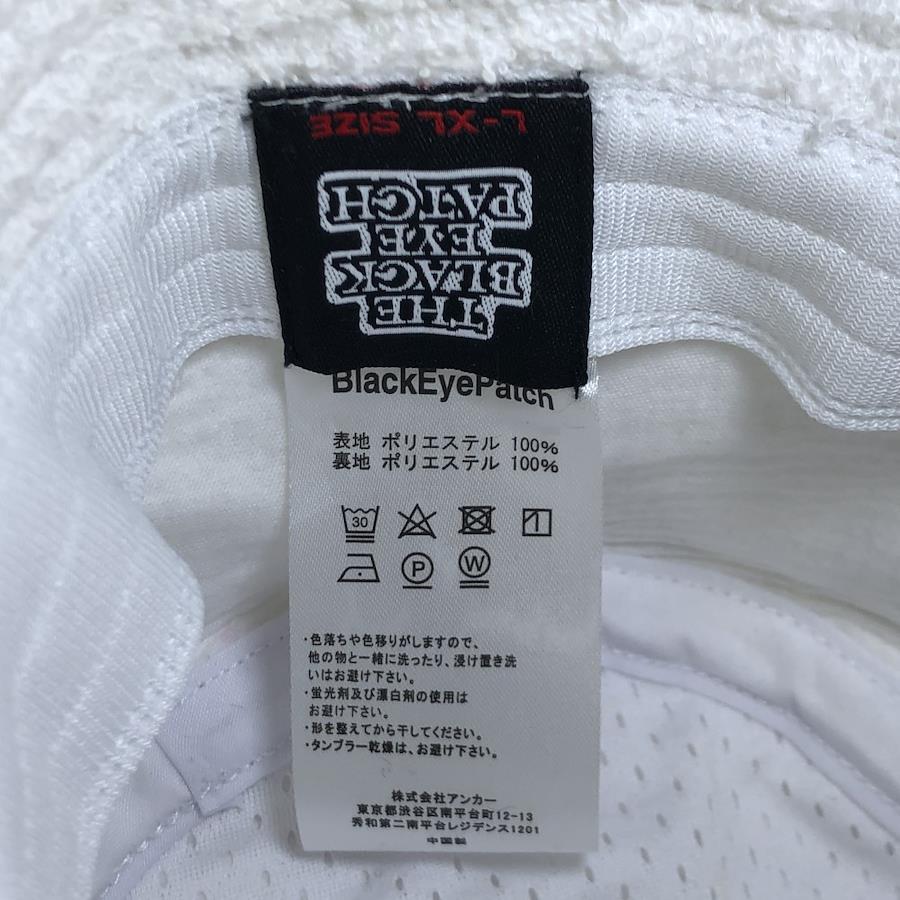 L-XL SIZE
THE
BLACK
EYE
PATCH
BlackEyePatch
表地 ポリエステル 100%
裏地 ポリエステル 100%
30
P
W
・色落ちや色移りがしますので、
他の物と一緒に洗ったり、浸け置き洗
いはお避け下さい。
・蛍光剤及び漂白剤の使用は
お避け下さい。
・形を整えてから干してください。
・タンブラー乾燥は、お避け下さい。
株式会社アンカー
東京都渋谷区南平台町12-13
秀和第二南平台レジデンス1201
中国製